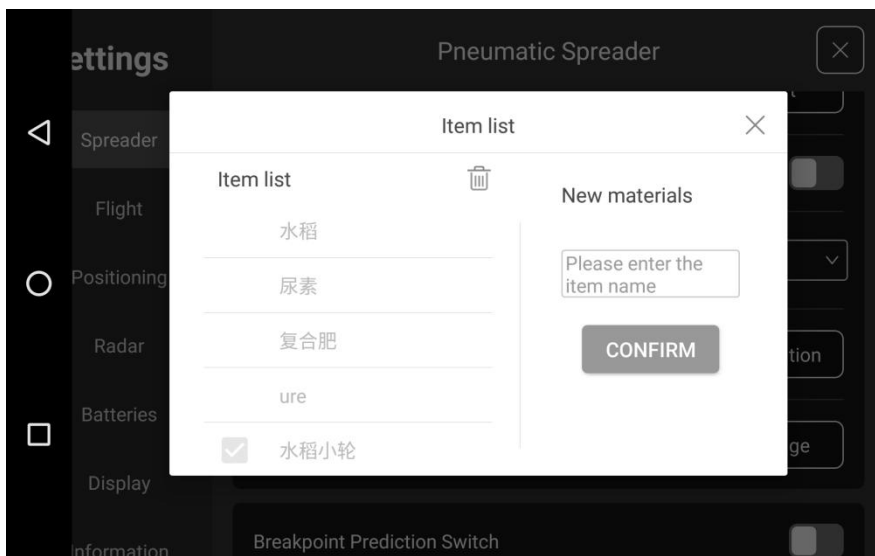 ettings
Pneumatic Spreader
Spreader
Flight
Positioning
Radar
Batteries
Display
Information
Item list
Item list
水稻
尿素
复合肥
ure
水稻小轮
New materials
Please enter the
item name
CONFIRM
tion
ge
Breakpoint Prediction Switch